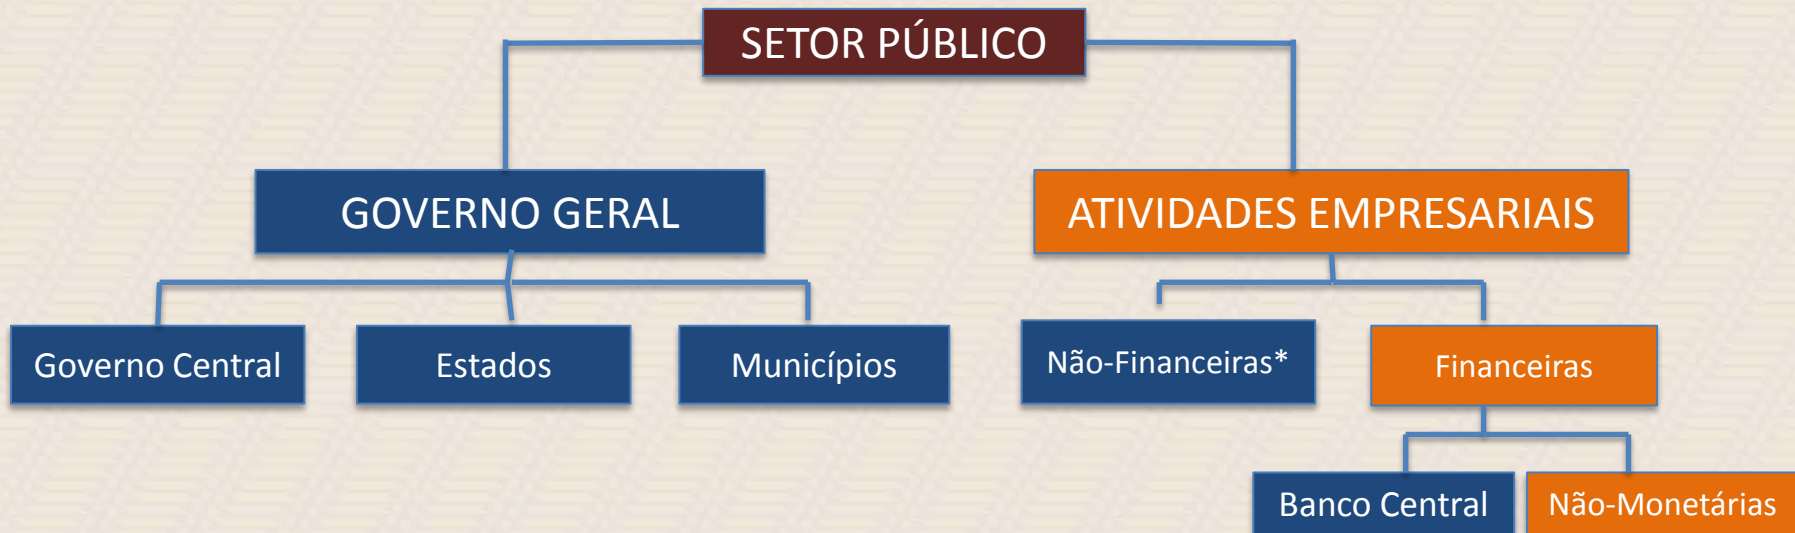 SETOR PÚBLICO
GOVERNO GERAL
ATIVIDADES EMPRESARIAIS
Governo Central
Estados
Municípios
Não-Financeiras*
Financeiras
Banco Central
Não-Monetárias